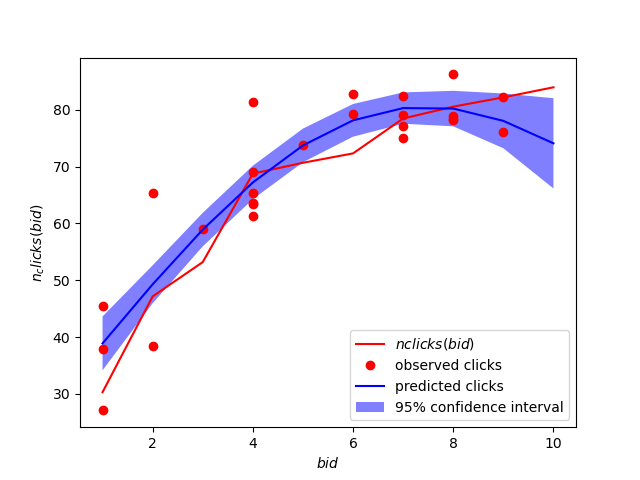 80
70
60
50
40
30
n_clicks(bid)
2
4
6
8
10
bid
nclicks(bid)
observed clicks
predicted clicks
95% confidence interval